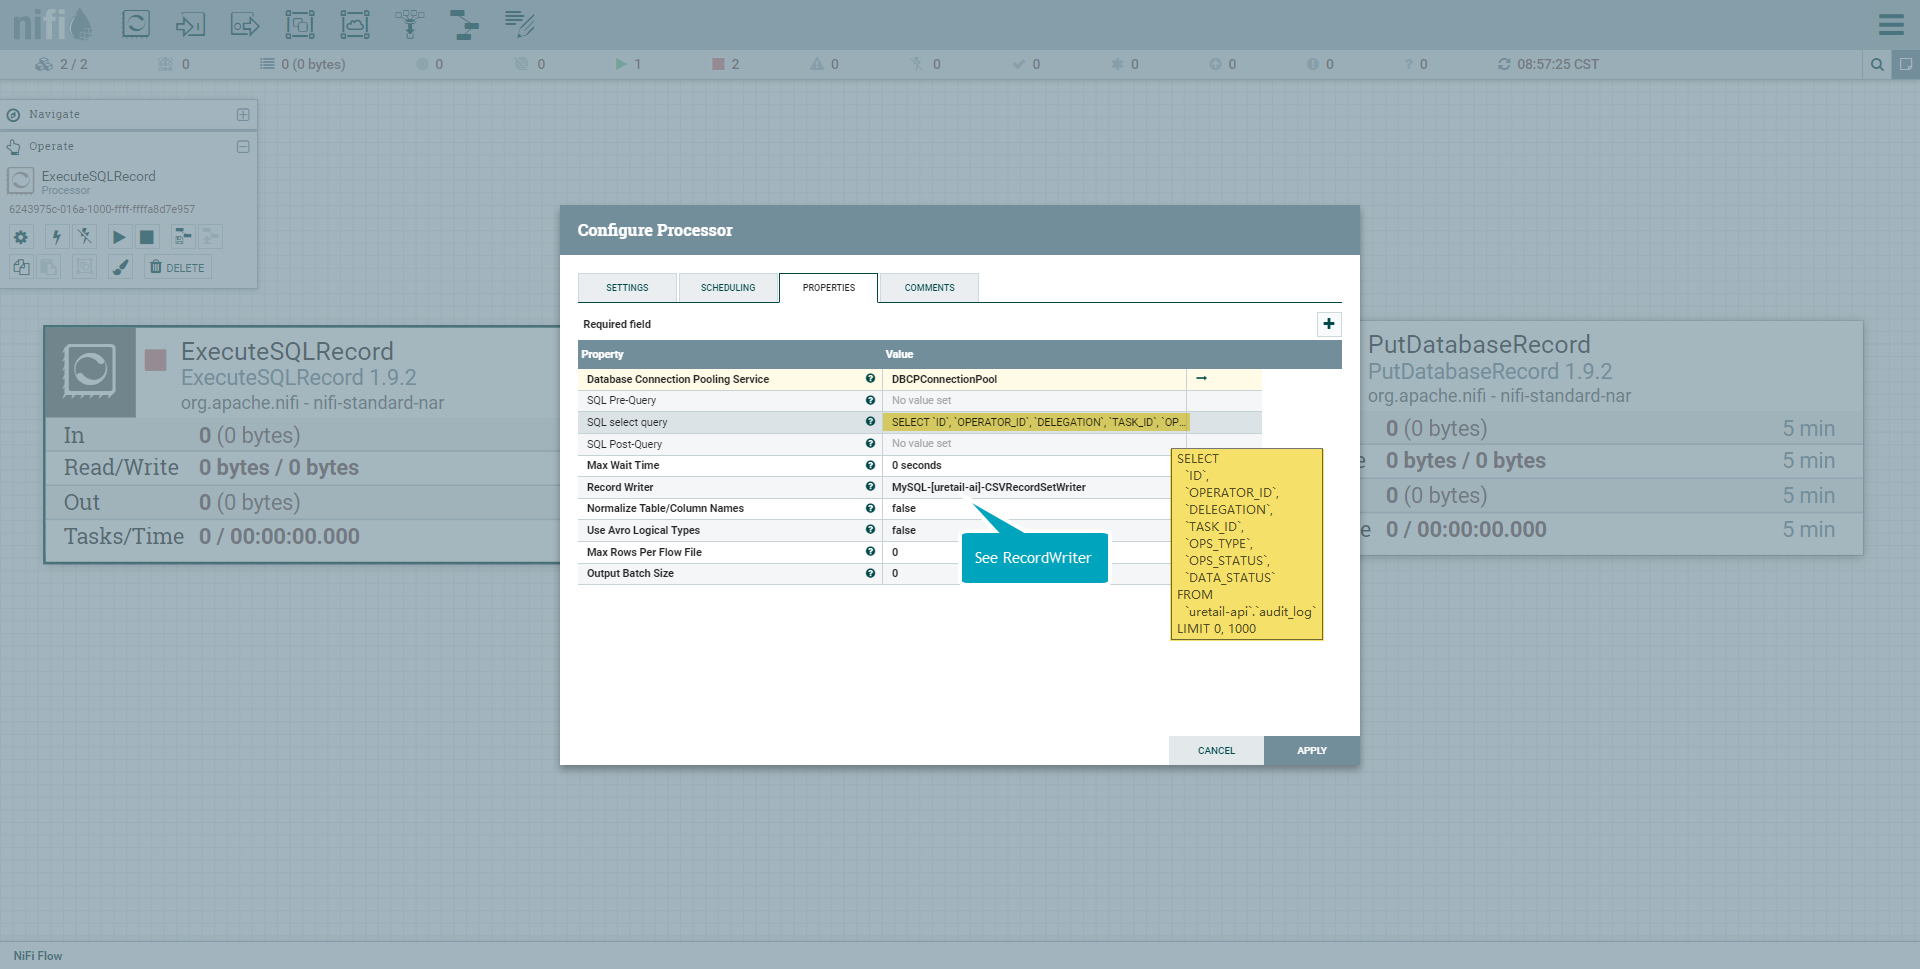 nifi
2 / 2
0
0 (0 bytes)
0
0
1
2
0
0
0
0
0
0
0
08:57:25 CST
Navigate
Operate
ExecuteSQLRecord
Processor
6243975c-016a-1000-ffff-ffffa8d7e957
DELETE
ExecuteSQLRecord
ExecuteSQLRecord 1.9.2
org.apache.nifi - nifi-standard-nar
In 0 (0 bytes)
Read/Write 0 bytes / 0 bytes
Out 0 (0 bytes)
Tasks/Time 0 / 00:00:00.000
Configure Processor
SETTINGS
SCHEDULING
PROPERTIES
COMMENTS
Required field
Property Value
Database Connection Pooling Service DBCPConnectionPool
SQL Pre-Query No value set
SQL select query SELECT `ID`, `OPERATOR_ID`, `DELEGATION`, `TASK_ID`, `OP...
SQL Post-Query No value set
Max Wait Time 0 seconds
Record Writer MySQL-[uretail-ai]-CSVRecordSetWriter
Normalize Table/Column Names false
Use Avro Logical Types false
Max Rows Per Flow File 0
Output Batch Size 0
See RecordWriter
SELECT
`ID`,
`OPERATOR_ID`,
`DELEGATION`,
`TASK_ID`,
`OPS_TYPE`,
`OPS_STATUS`,
`DATA_STATUS`
FROM
`uretail-api`.`audit_log`
LIMIT 0, 1000
CANCEL
APPLY
PutDatabaseRecord
PutDatabaseRecord 1.9.2
org.apache.nifi - nifi-standard-nar
0 (0 bytes) 5 min
e 0 bytes / 0 bytes 5 min
0 (0 bytes) 5 min
e 0 / 00:00:00.000 5 min
NiFi Flow